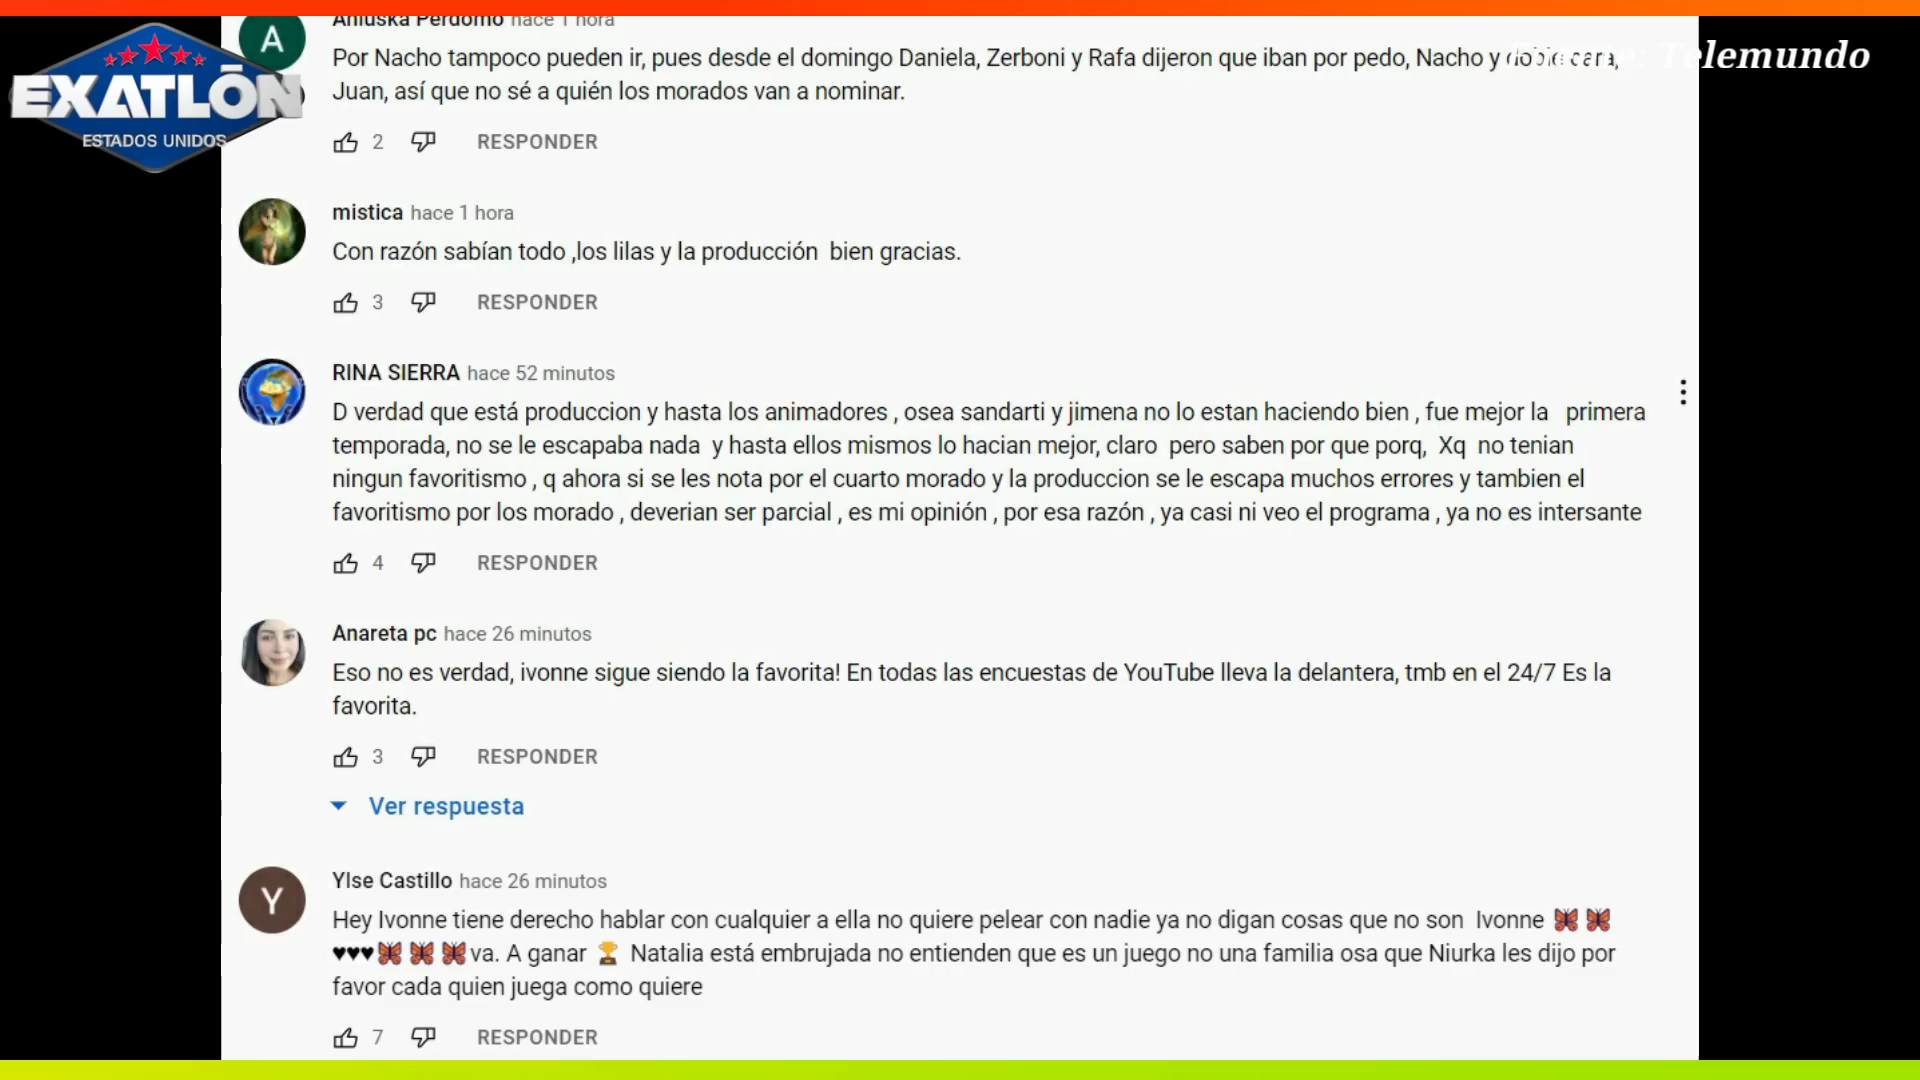 Aniuska Perdomo hace 1 hora
A
Por Nacho tampoco pueden ir, pues desde el domingo Daniela, Zerboni y Rafa dijeron que iban por pedo, Nacho y doble cara,
Juan, así que no sé a quién los morados van a nominar.
2 RESPONDER
EXATLÓN
ESTADOS UNIDOS
Telemundo
mistica hace 1 hora
Con razón sabían todo ,los lilas y la producción bien gracias.
3 RESPONDER
RINA SIERRA hace 52 minutos
D verdad que está produccion y hasta los animadores , osea sandarti y jimena no lo estan haciendo bien , fue mejor la primera
temporada, no se le escapaba nada y hasta ellos mismos lo hacian mejor, claro pero saben por que porq, Xq no tenian
ningun favoritismo , q ahora si se les nota por el cuarto morado y la produccion se le escapa muchos errores y tambien el
favoritismo por los morado , deverian ser parcial , es mi opinión , por esa razón , ya casi ni veo el programa , ya no es intersante
4 RESPONDER
Anareta pc hace 26 minutos
Eso no es verdad, ivonne sigue siendo la favorita! En todas las encuestas de YouTube lleva la delantera, tmb en el 24/7 Es la
favorita.
3 RESPONDER
Ver respuesta
Y
Ylse Castillo hace 26 minutos
Hey Ivonne tiene derecho hablar con cualquier a ella no quiere pelear con nadie ya no digan cosas que no son Ivonne 🦋 🦋
♥♥♥🦋 🦋 🦋 va. A ganar 🏆 Natalia está embrujada no entienden que es un juego no una familia osa que Niurka les dijo por
favor cada quien juega como quiere
7 RESPONDER